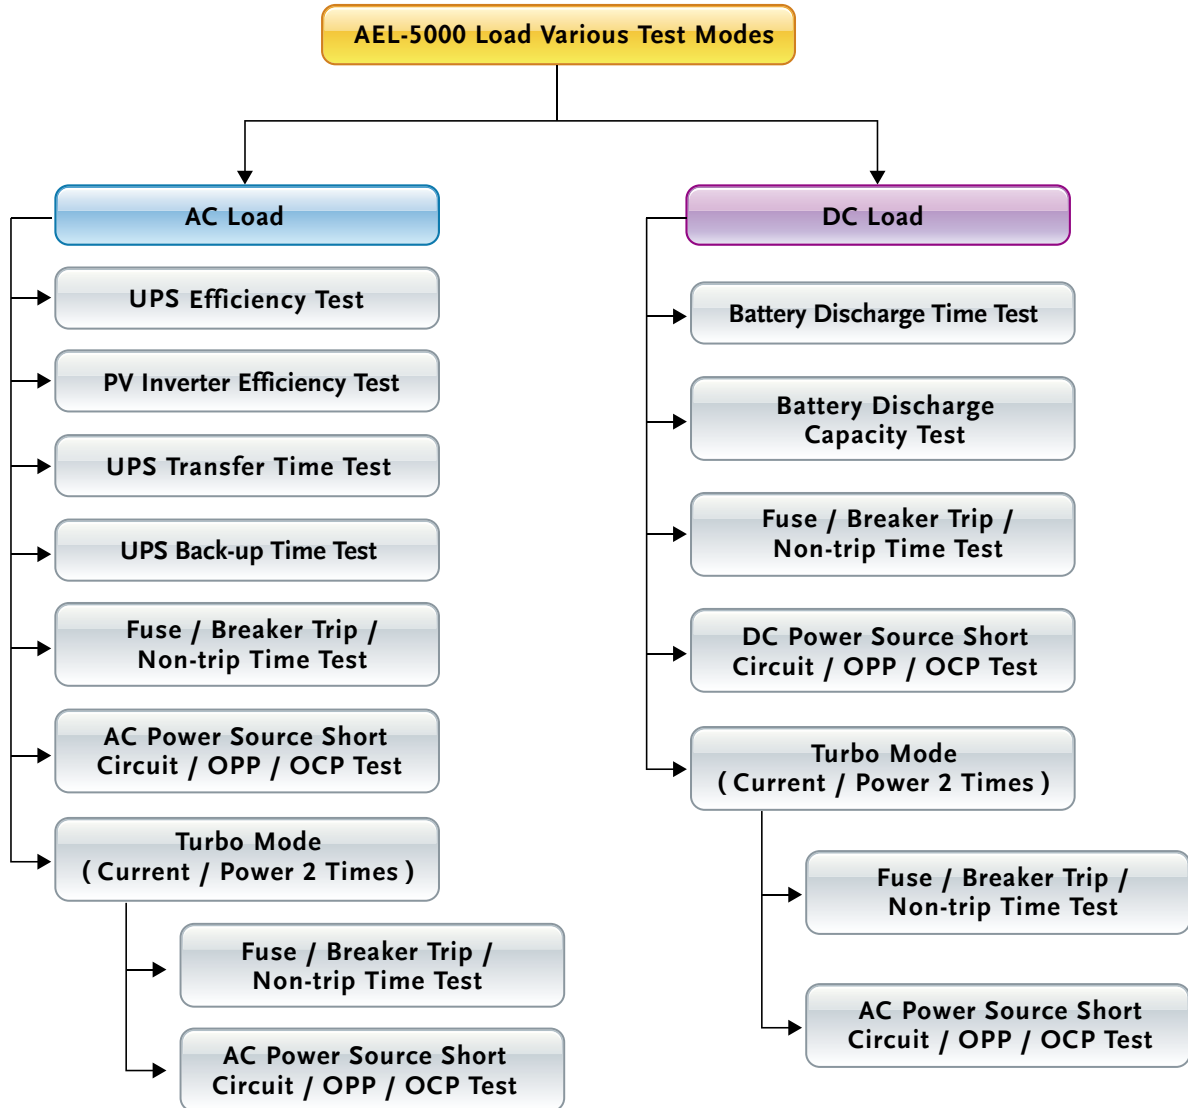 AEL-5000 Load Various Test Modes
AC Load
UPS Efficiency Test
PV Inverter Efficiency Test
UPS Transfer Time Test
UPS Back-up Time Test
Fuse / Breaker Trip /
Non-trip Time Test
AC Power Source Short
Circuit / OPP / OCP Test
Turbo Mode
( Current / Power 2 Times )
Fuse / Breaker Trip /
Non-trip Time Test
AC Power Source Short
Circuit / OPP / OCP Test
DC Load
Battery Discharge Time Test
Battery Discharge
Capacity Test
Fuse / Breaker Trip /
Non-trip Time Test
DC Power Source Short
Circuit / OPP / OCP Test
Turbo Mode
( Current / Power 2 Times )
Fuse / Breaker Trip /
Non-trip Time Test
AC Power Source Short
Circuit / OPP / OCP Test